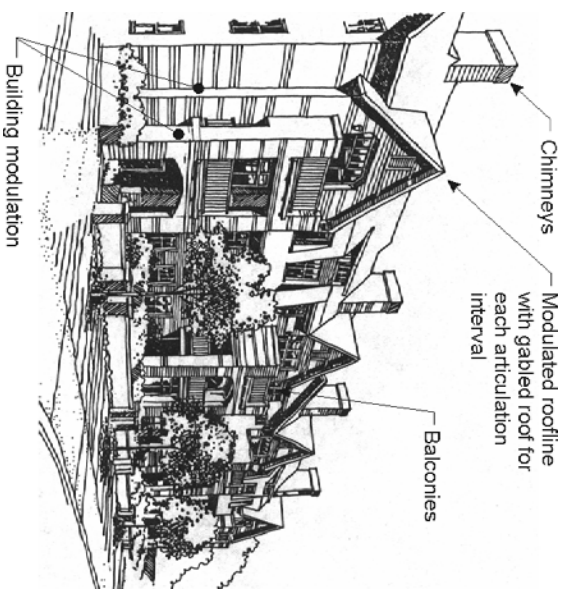 Chimneys
Modulated roofline
with gabled roof for
each articulation
interval
Balconies
Building modulation